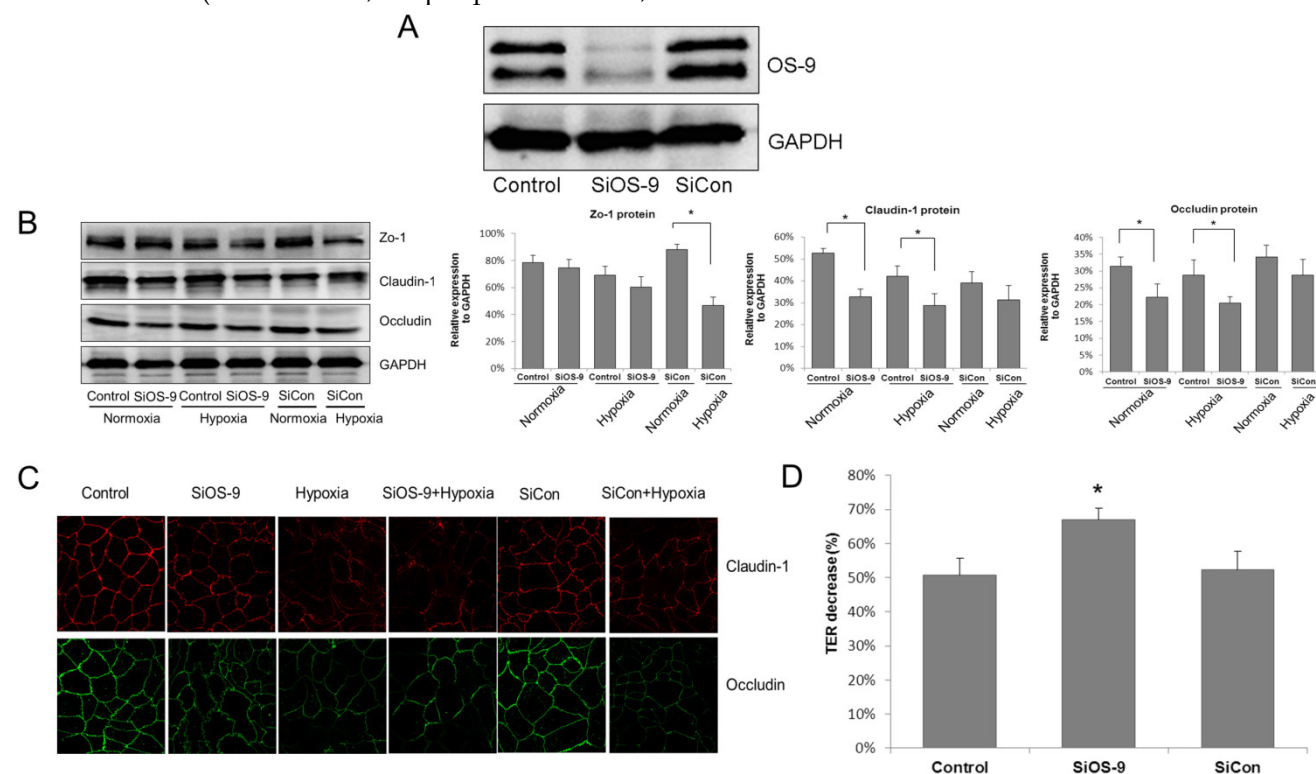 A
OS-9
GAPDH
Control SiOS-9 SiCon
B
Zo-1
Claudin-1
Occludin
GAPDH
Control SiOS-9 Control SiOS-9 SiCon SiCon
Normoxia Hypoxia Normoxia Hypoxia
Zo-1 protein
*
Relative expression
to GAPDH
100%
80%
60%
40%
20%
0%
Control SiOS-9 Control SiOS-9 SiCon SiCon
Normoxia Hypoxia Normoxia Hypoxia
Claudin-1 protein
* *
Relative expression
to GAPDH
60%
50%
40%
30%
20%
10%
0%
Control SiOS-9 Control SiOS-9 SiCon SiCon
Normoxia Hypoxia Normoxia Hypoxia
Occludin protein
* *
Relative expression
to GAPDH
40%
35%
30%
25%
20%
15%
10%
5%
0%
Control SiOS-9 Control SiOS-9 SiCon SiCon
Normoxia Hypoxia Normoxia Hypoxia
C
Control SiOS-9 Hypoxia SiOS-9+Hypoxia SiCon SiCon+Hypoxia
Claudin-1
Occludin
D
*
TER decrease (%)
80%
70%
60%
50%
40%
30%
20%
10%
0%
Control SiOS-9 SiCon